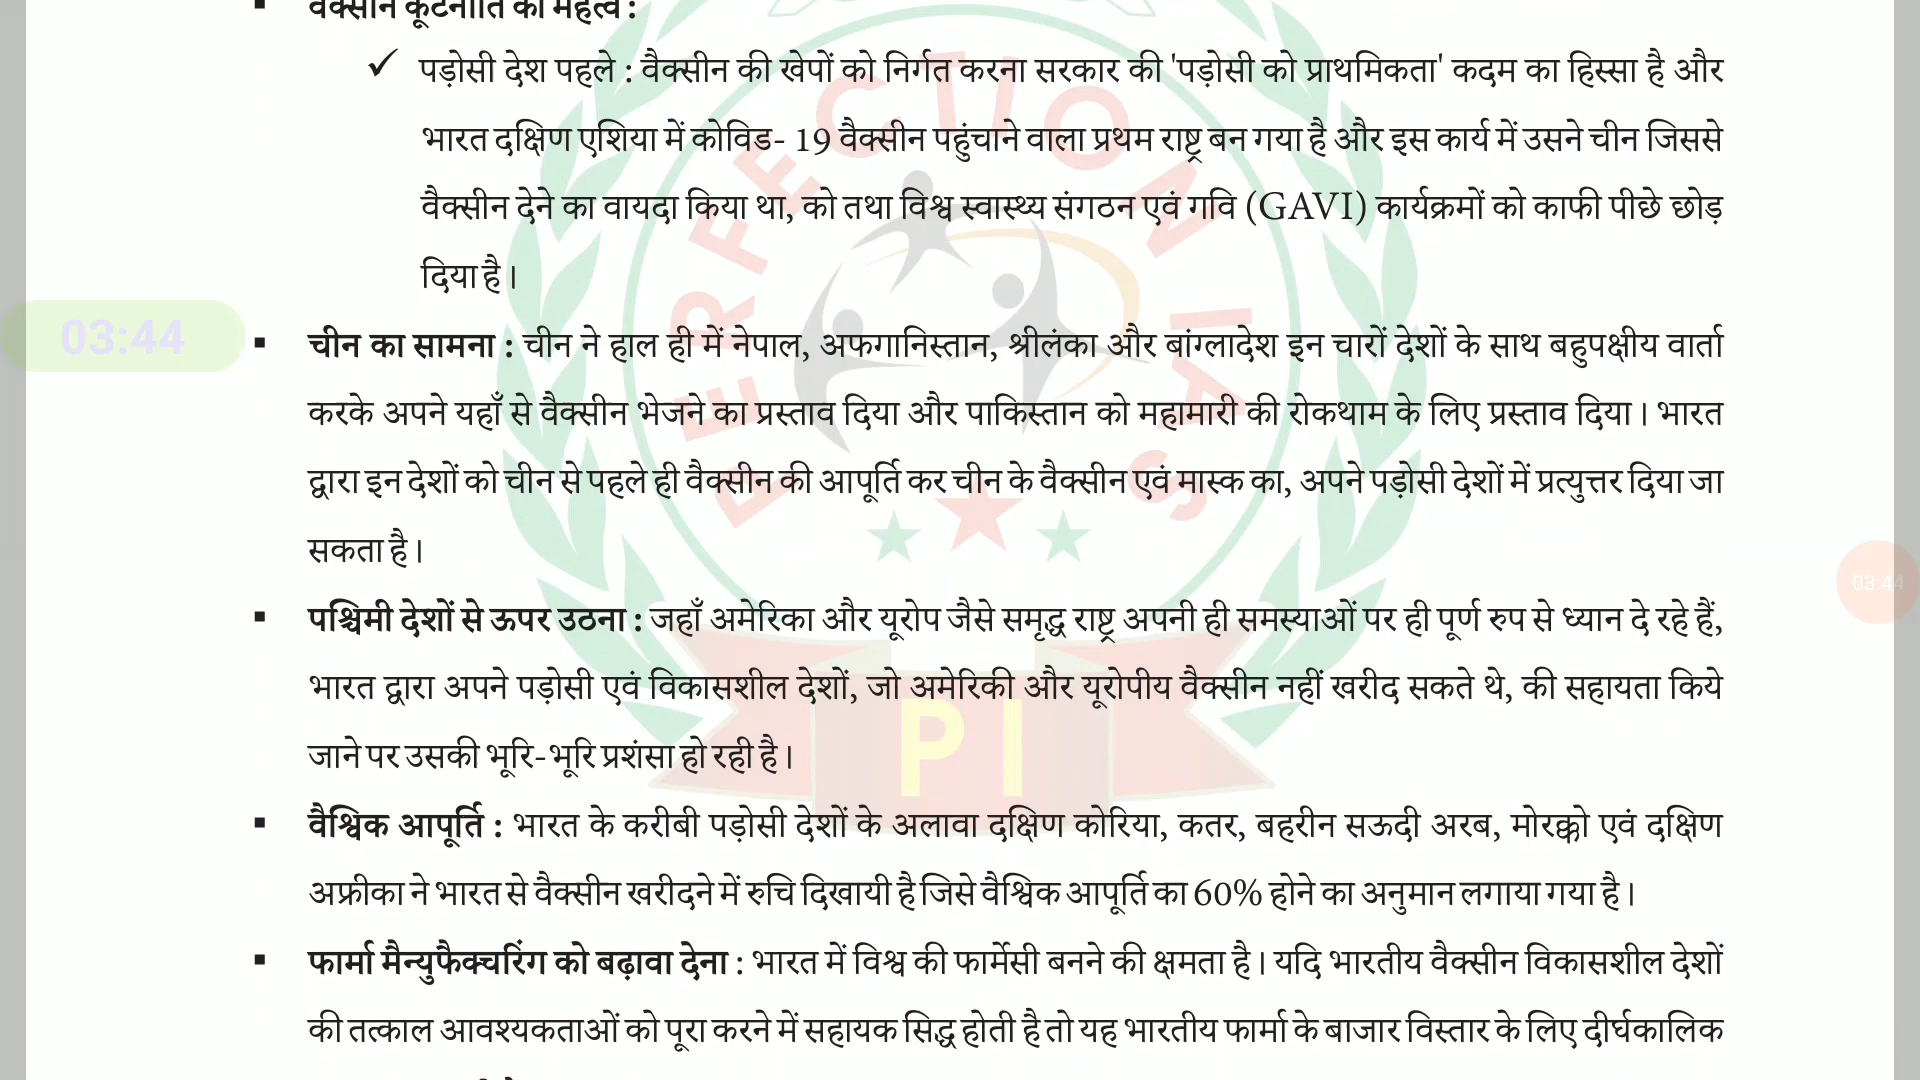 वैक्सीन कूटनीति का महत्व :
✓ पड़ोसी देश पहले : वैक्सीन की खेपों को निर्गत करना सरकार की 'पड़ोसी को प्राथमिकता' कदम का हिस्सा है और
भारत दक्षिण एशिया में कोविड- 19 वैक्सीन पहुंचाने वाला प्रथम राष्ट्र बन गया है और इस कार्य में उसने चीन जिससे
वैक्सीन देने का वायदा किया था, को तथा विश्व स्वास्थ्य संगठन एवं गवि (GAVI) कार्यक्रमों को काफी पीछे छोड़
दिया है।
03:44
▪ चीन का सामना : चीन ने हाल ही में नेपाल, अफगानिस्तान, श्रीलंका और बांग्लादेश इन चारों देशों के साथ बहुपक्षीय वार्ता
करके अपने यहाँ से वैक्सीन भेजने का प्रस्ताव दिया और पाकिस्तान को महामारी की रोकथाम के लिए प्रस्ताव दिया। भारत
द्वारा इन देशों को चीन से पहले ही वैक्सीन की आपूर्ति कर चीन के वैक्सीन एवं मास्क का, अपने पड़ोसी देशों में प्रत्युत्तर दिया जा
सकता है।
03:44
▪ पश्चिमी देशों से ऊपर उठना : जहाँ अमेरिका और यूरोप जैसे समृद्ध राष्ट्र अपनी ही समस्याओं पर ही पूर्ण रुप से ध्यान दे रहे हैं,
भारत द्वारा अपने पड़ोसी एवं विकासशील देशों, जो अमेरिकी और यूरोपीय वैक्सीन नहीं खरीद सकते थे, की सहायता किये
जाने पर उसकी भूरि-भूरि प्रशंसा हो रही है।
▪ वैश्विक आपूर्ति : भारत के करीबी पड़ोसी देशों के अलावा दक्षिण कोरिया, कतर, बहरीन सऊदी अरब, मोरक्को एवं दक्षिण
अफ्रीका ने भारत से वैक्सीन खरीदने में रुचि दिखायी है जिसे वैश्विक आपूर्ति का 60% होने का अनुमान लगाया गया है।
▪ फार्मा मैन्युफैक्चरिंग को बढ़ावा देना : भारत में विश्व की फार्मेसी बनने की क्षमता है। यदि भारतीय वैक्सीन विकासशील देशों
की तत्काल आवश्यकताओं को पूरा करने में सहायक सिद्ध होती है तो यह भारतीय फार्मा के बाजार विस्तार के लिए दीर्घकालिक
PERFECTION IAS
PI